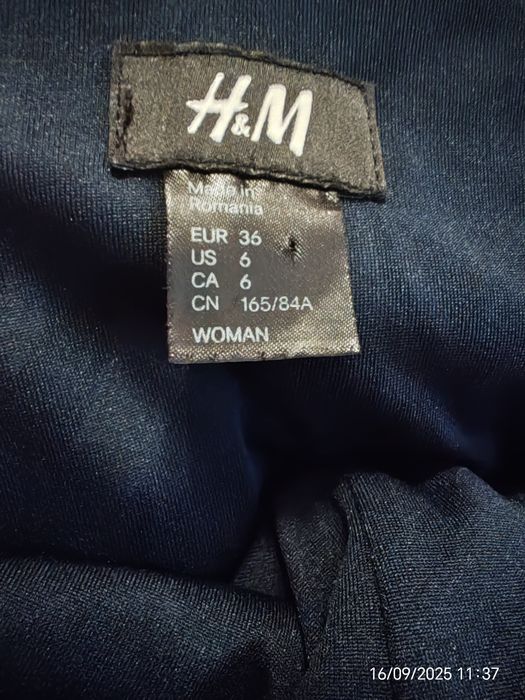 H&M
Made in
Romania
EUR 36
US 6
CA 6
CN 165/84A
WOMAN
16/09/2025 11:37